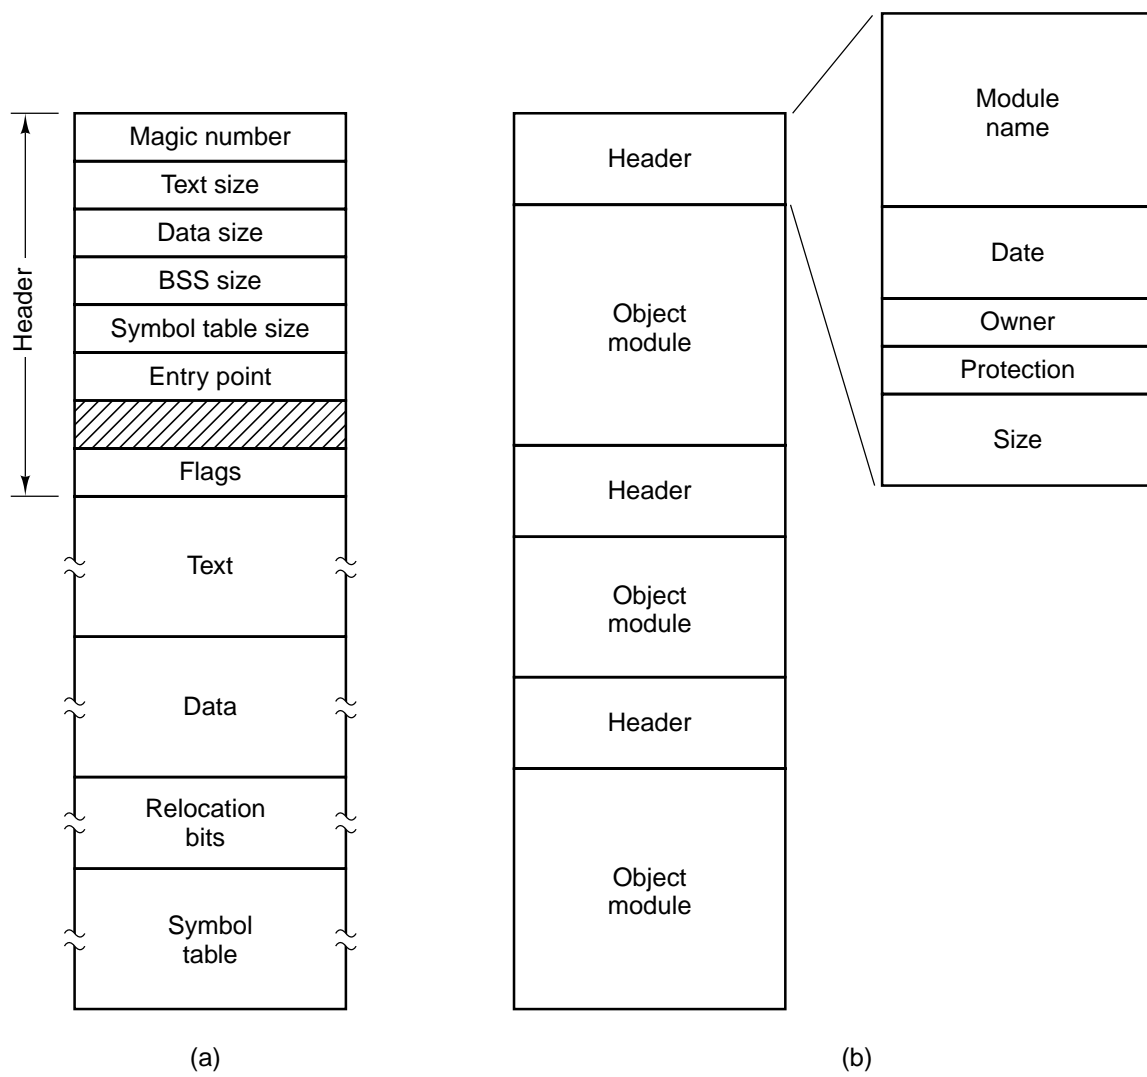 Header
Magic number
Text size
Data size
BSS size
Symbol table size
Entry point
Flags
Text
Data
Relocation
bits
Symbol
table
(a)
Header
Object
module
Header
Object
module
Header
Object
module
Module
name
Date
Owner
Protection
Size
(b)